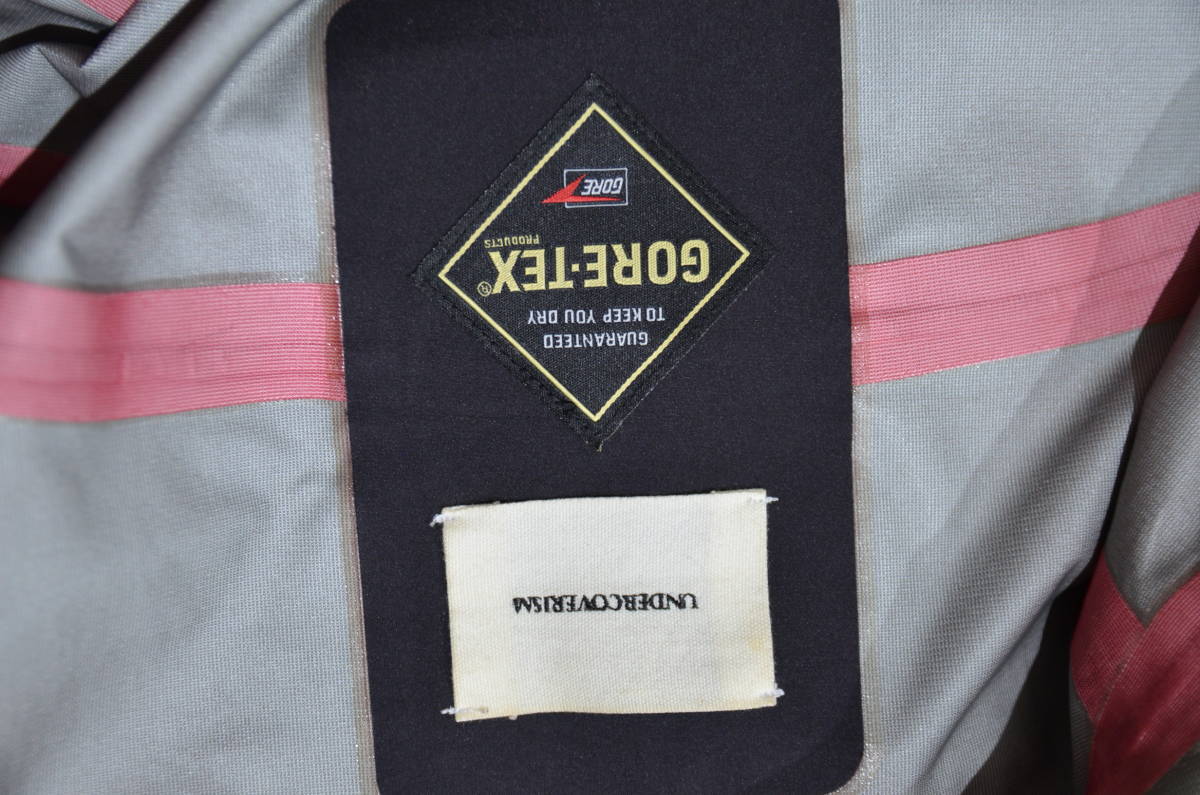 UNDERCOVERISM
GUARANTEED
TO KEEP YOU DRY
GORE-TEX®
PRODUCTS
GORE